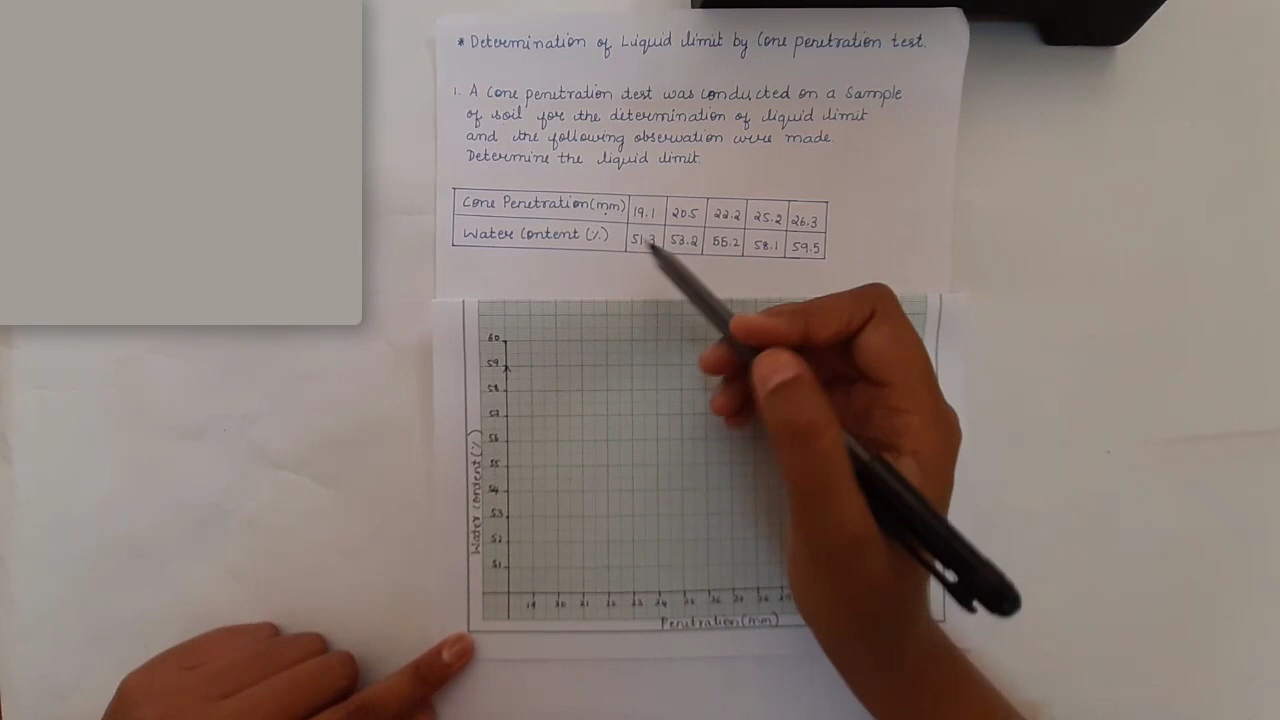 * Determination of Liquid limit by Cone penetration test.
1. A Cone penetration test was conducted on a Sample
of soil for the determination of liquid limit
and the following observation were made.
Determine the liquid limit.
Cone Penetration(mm) 19.1 20.5 22.2 25.2 26.3
Water Content (%) 51.3 53.2 55.2 58.1 59.5
60
59
58
57
56
55
54
53
52
51
Water content (%)
19 20 21 22 23 24 25 26 27 28
Penetration(mm)